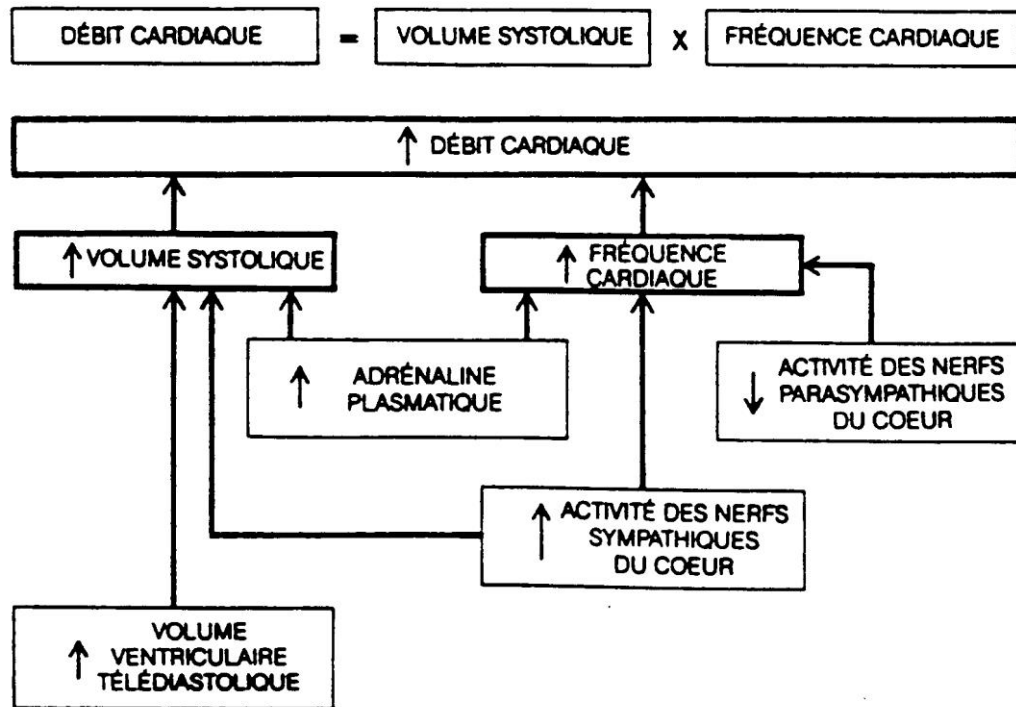 DÉBIT CARDIAQUE = VOLUME SYSTOLIQUE X FRÉQUENCE CARDIAQUE
↑ DÉBIT CARDIAQUE
↑ VOLUME SYSTOLIQUE
↑ FRÉQUENCE
CARDIAQUE
↑ ADRÉNALINE
PLASMATIQUE
↓ ACTIVITÉ DES NERFS
PARASYMPATHIQUES
DU COEUR
↑ ACTIVITÉ DES NERFS
SYMPATHIQUES
DU COEUR
↑ VOLUME
VENTRICULAIRE
TÉLÉDIASTOLIQUE